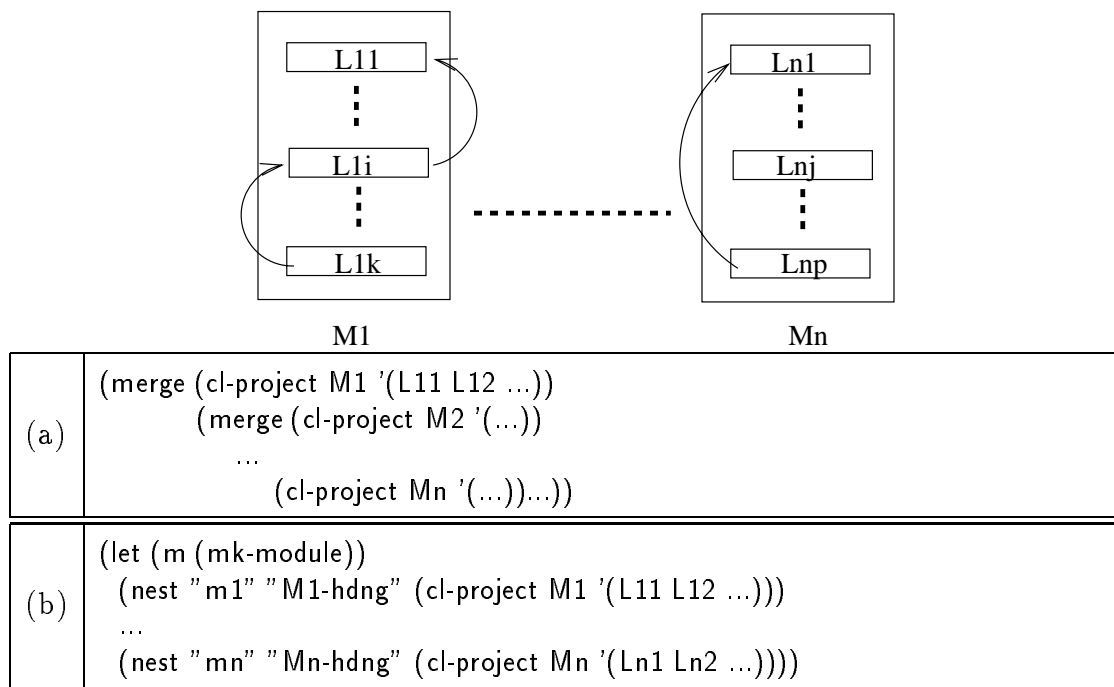 L11
Ln1
L1i
Lnj
L1k
Lnp
M1
Mn
(a)
(merge (cl-project M1 '(L11 L12 ...))
(merge (cl-project M2 '(...))
...
(cl-project Mn '(...))...))
(b)
(let (m (mk-module))
(nest "m1" "M1-hdng" (cl-project M1 '(L11 L12 ...)))
...
(nest "mn" "Mn-hdng" (cl-project Mn '(Ln1 Ln2 ...))))